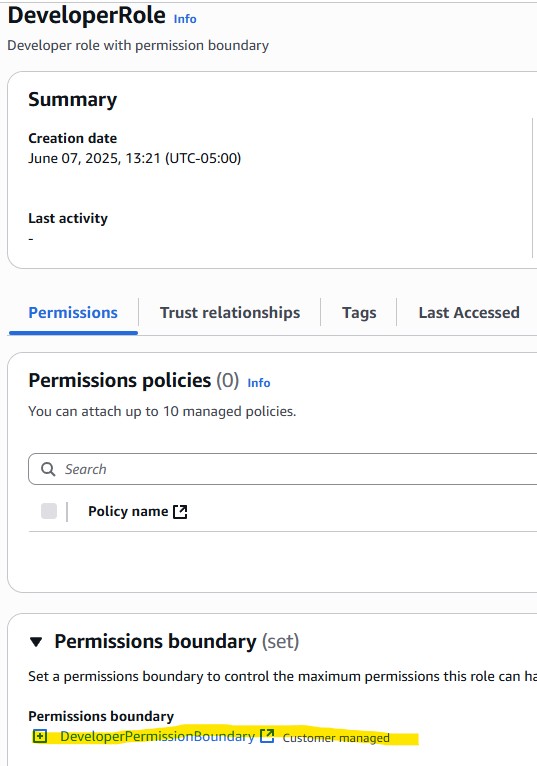 DeveloperRole Info
Developer role with permission boundary
Summary
Creation date
June 07, 2025, 13:21 (UTC-05:00)
Last activity
-
Permissions
Trust relationships
Tags
Last Accessed
Permissions policies (0) Info
You can attach up to 10 managed policies.
Search
Policy name
Permissions boundary (set)
Set a permissions boundary to control the maximum permissions this role can ha
Permissions boundary
DeveloperPermissionBoundary Customer managed